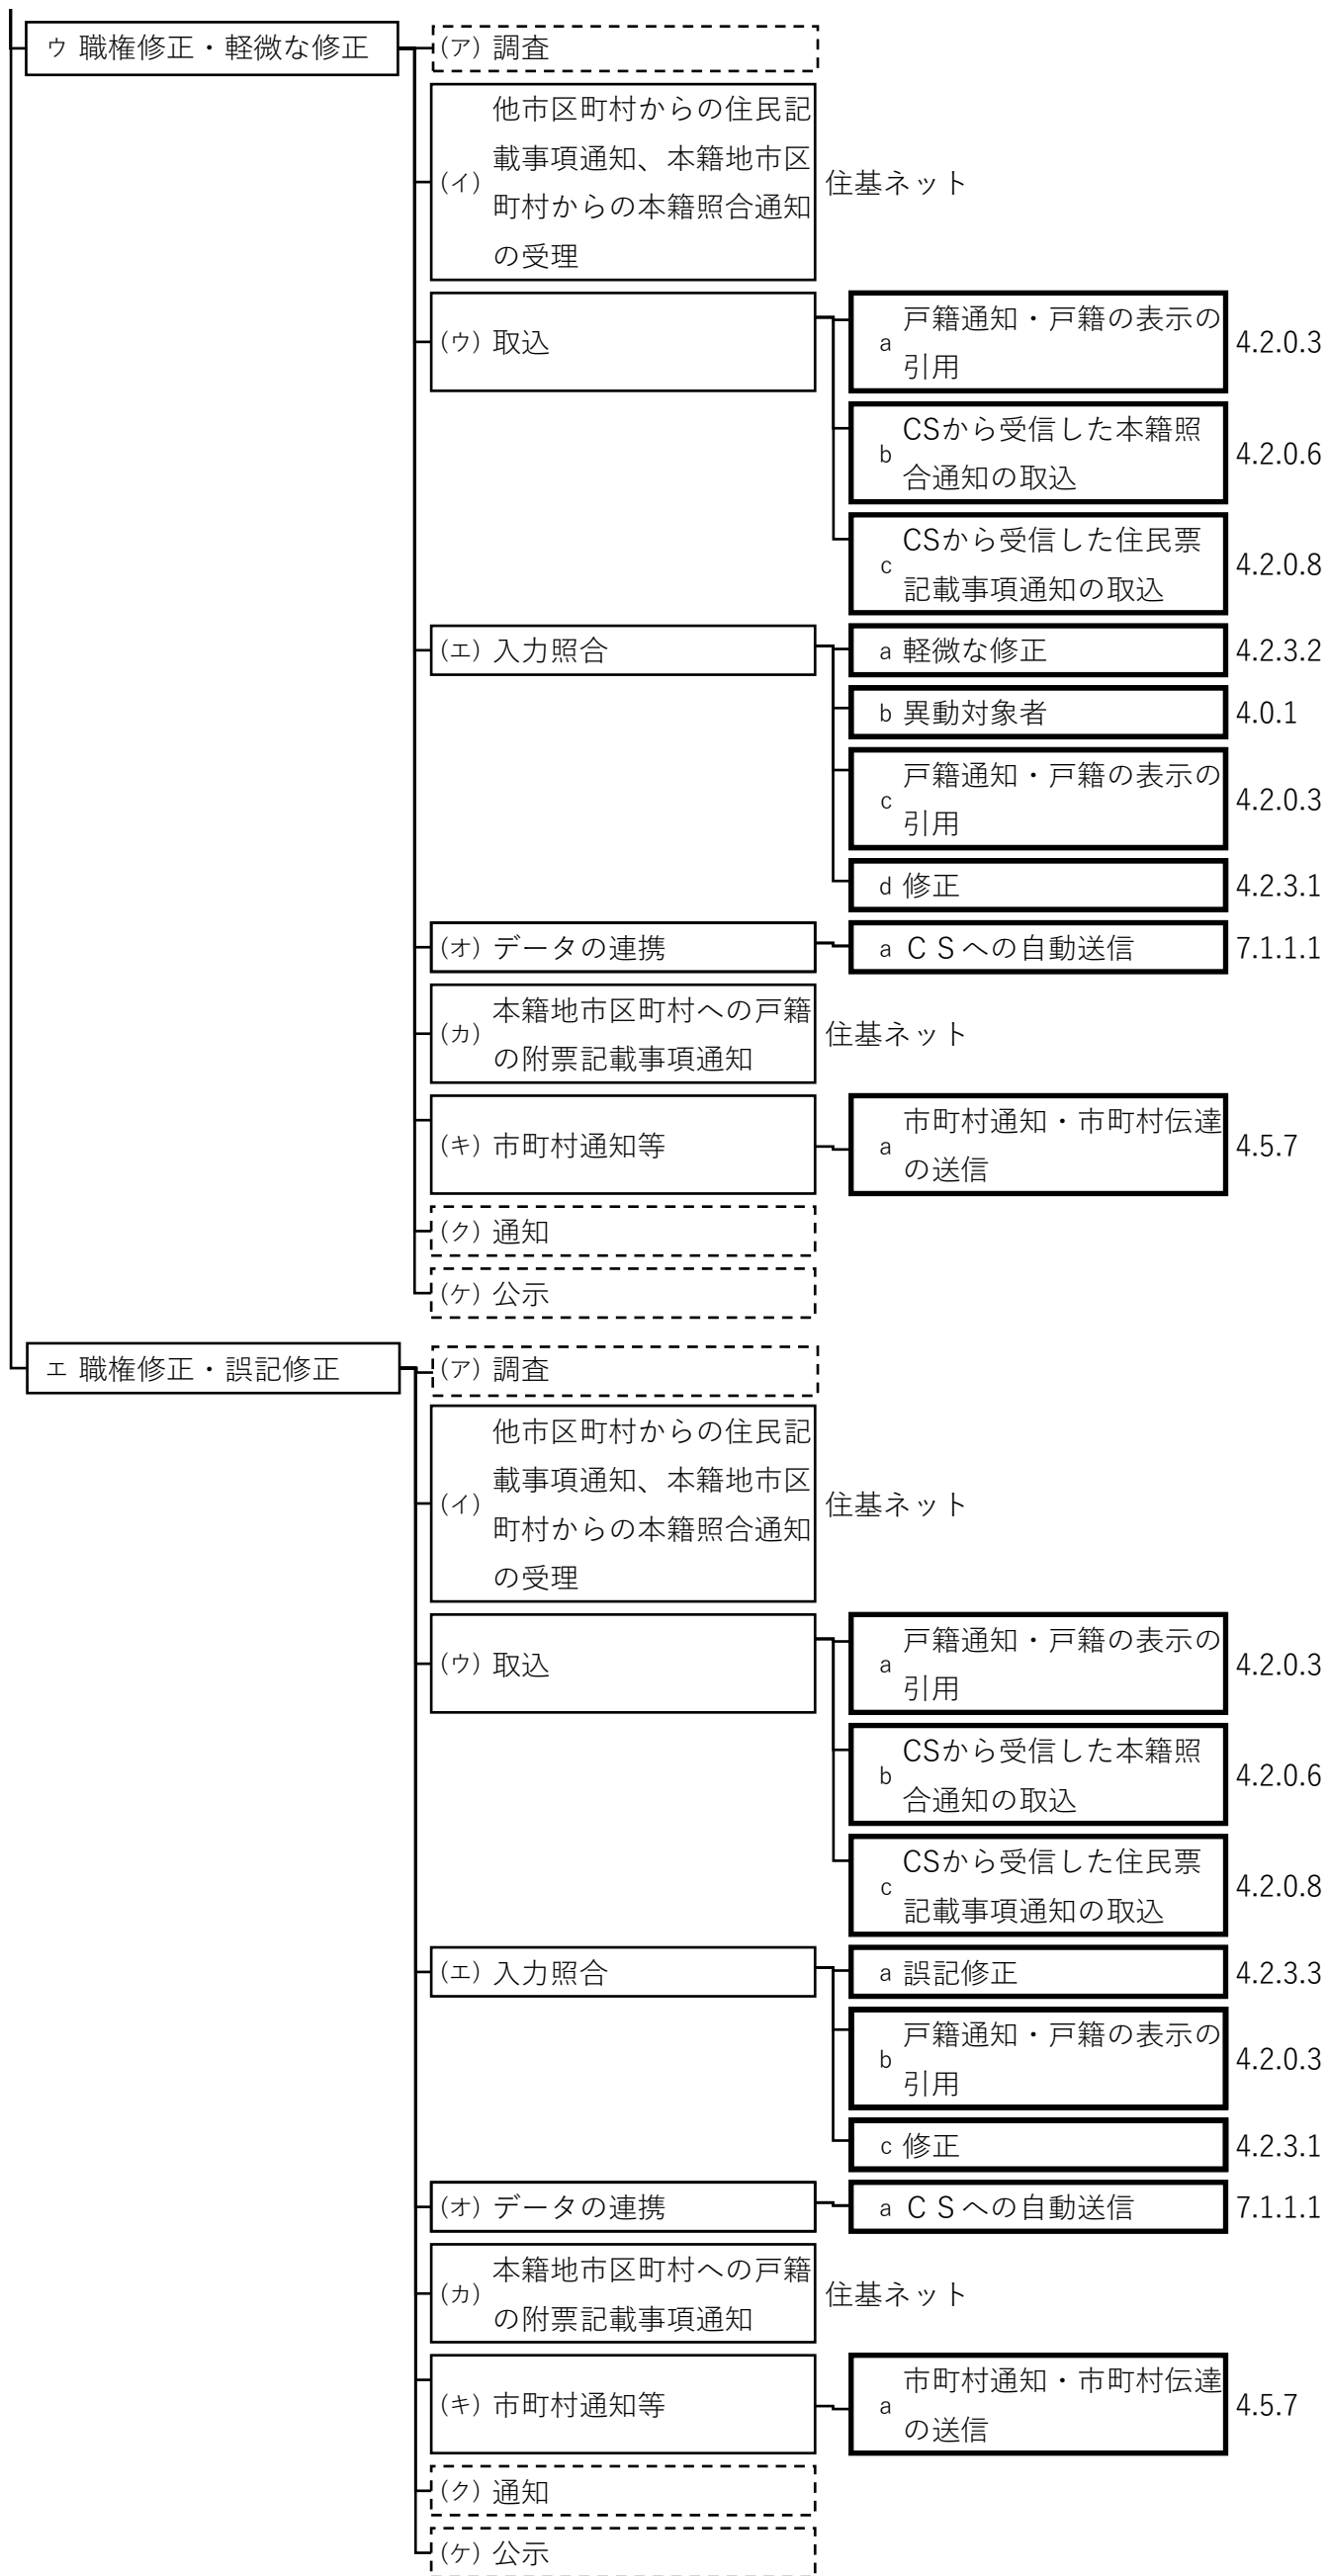 ウ 職権修正・軽微な修正
(ア) 調査
(イ) 他市区町村からの住民記
載事項通知、本籍地市区
町村からの本籍照合通知
の受理
住基ネット
(ウ) 取込
a 戸籍通知・戸籍の表示の
引用
4.2.0.3
b CSから受信した本籍照
合通知の取込
4.2.0.6
c CSから受信した住民票
記載事項通知の取込
4.2.0.8
(エ) 入力照合
a 軽微な修正
4.2.3.2
b 異動対象者
4.0.1
c 戸籍通知・戸籍の表示の
引用
4.2.0.3
d 修正
4.2.3.1
(オ) データの連携
a ＣＳへの自動送信
7.1.1.1
(カ) 本籍地市区町村への戸籍
の附票記載事項通知
住基ネット
(キ) 市町村通知等
a 市町村通知・市町村伝達
の送信
4.5.7
(ク) 通知
(ケ) 公示
エ 職権修正・誤記修正
(ア) 調査
(イ) 他市区町村からの住民記
載事項通知、本籍地市区
町村からの本籍照合通知
の受理
住基ネット
(ウ) 取込
a 戸籍通知・戸籍の表示の
引用
4.2.0.3
b CSから受信した本籍照
合通知の取込
4.2.0.6
c CSから受信した住民票
記載事項通知の取込
4.2.0.8
(エ) 入力照合
a 誤記修正
4.2.3.3
b 戸籍通知・戸籍の表示の
引用
4.2.0.3
c 修正
4.2.3.1
(オ) データの連携
a ＣＳへの自動送信
7.1.1.1
(カ) 本籍地市区町村への戸籍
の附票記載事項通知
住基ネット
(キ) 市町村通知等
a 市町村通知・市町村伝達
の送信
4.5.7
(ク) 通知
(ケ) 公示